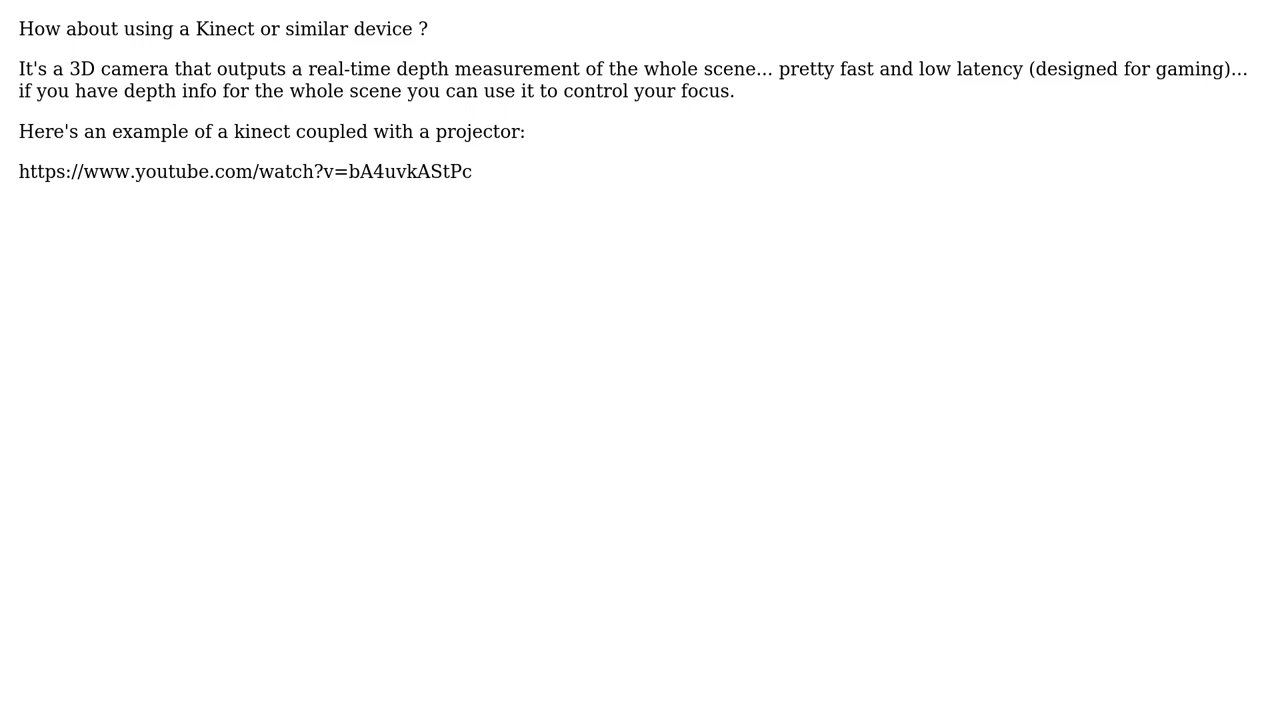 How about using a Kinect or similar device ?
It's a 3D camera that outputs a real-time depth measurement of the whole scene... pretty fast and low latency (designed for gaming)...
if you have depth info for the whole scene you can use it to control your focus.
Here's an example of a kinect coupled with a projector:
https://www.youtube.com/watch?v=bA4uvkAStPc